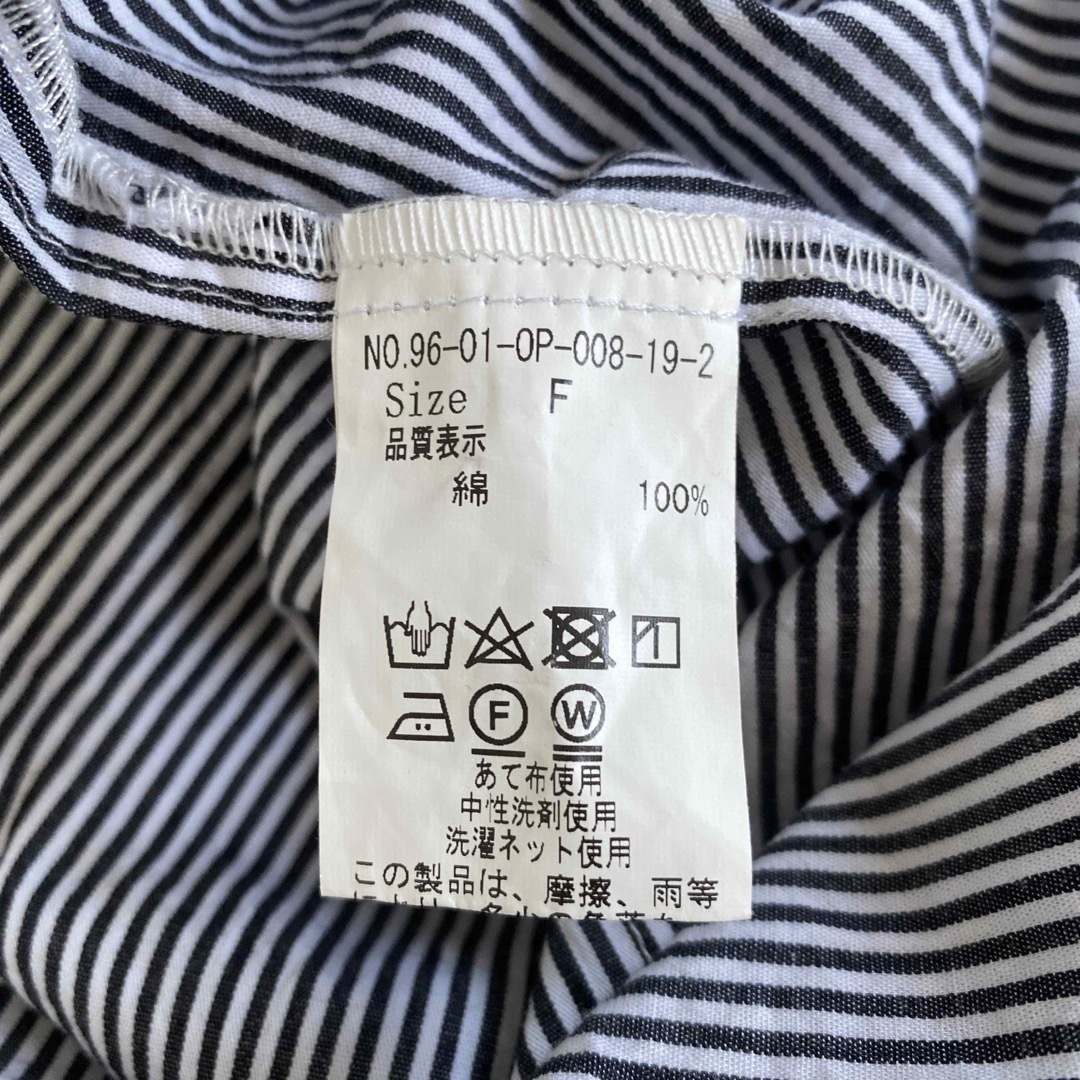 NO.96-01-OP-008-19-2
Size F
品質表示
綿 100%
F W
あて布使用
中性洗剤使用
洗濯ネット使用
この製品は、摩擦、雨等